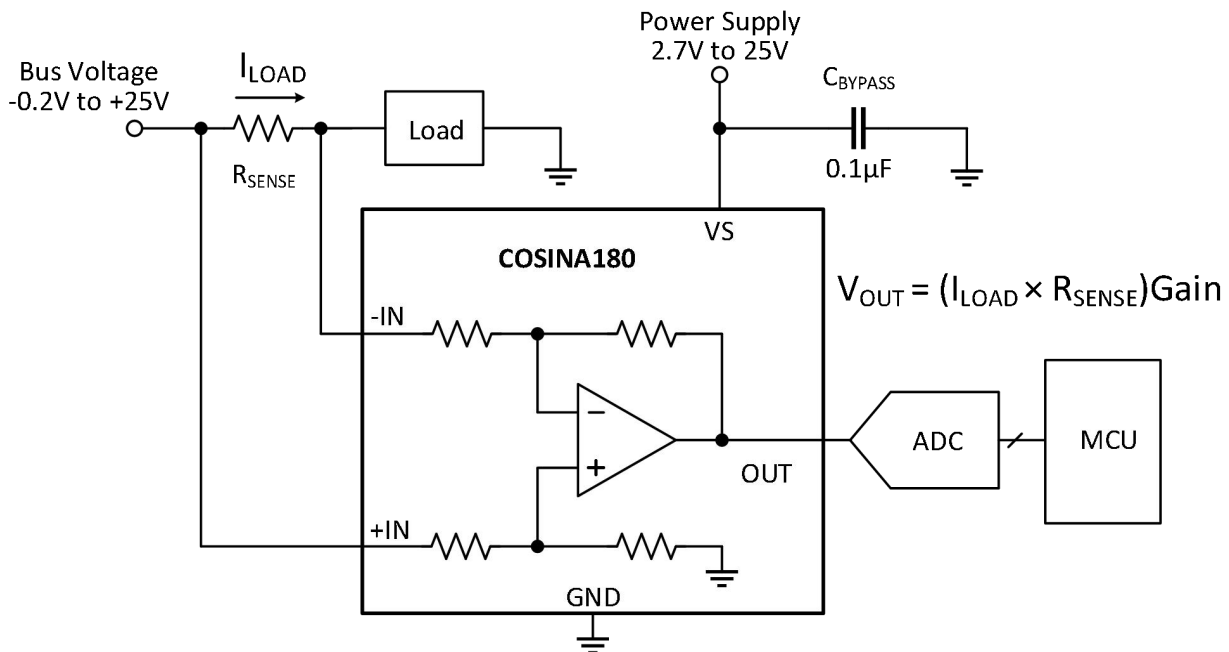 Power Supply
2.7V to 25V
Bus Voltage
-0.2V to +25V
I_LOAD
C_BYPASS
Load
R_SENSE
0.1µF
VS
COSINA180
V_OUT = (I_LOAD × R_SENSE)Gain
-IN
−
ADC
MCU
+
OUT
+IN
GND